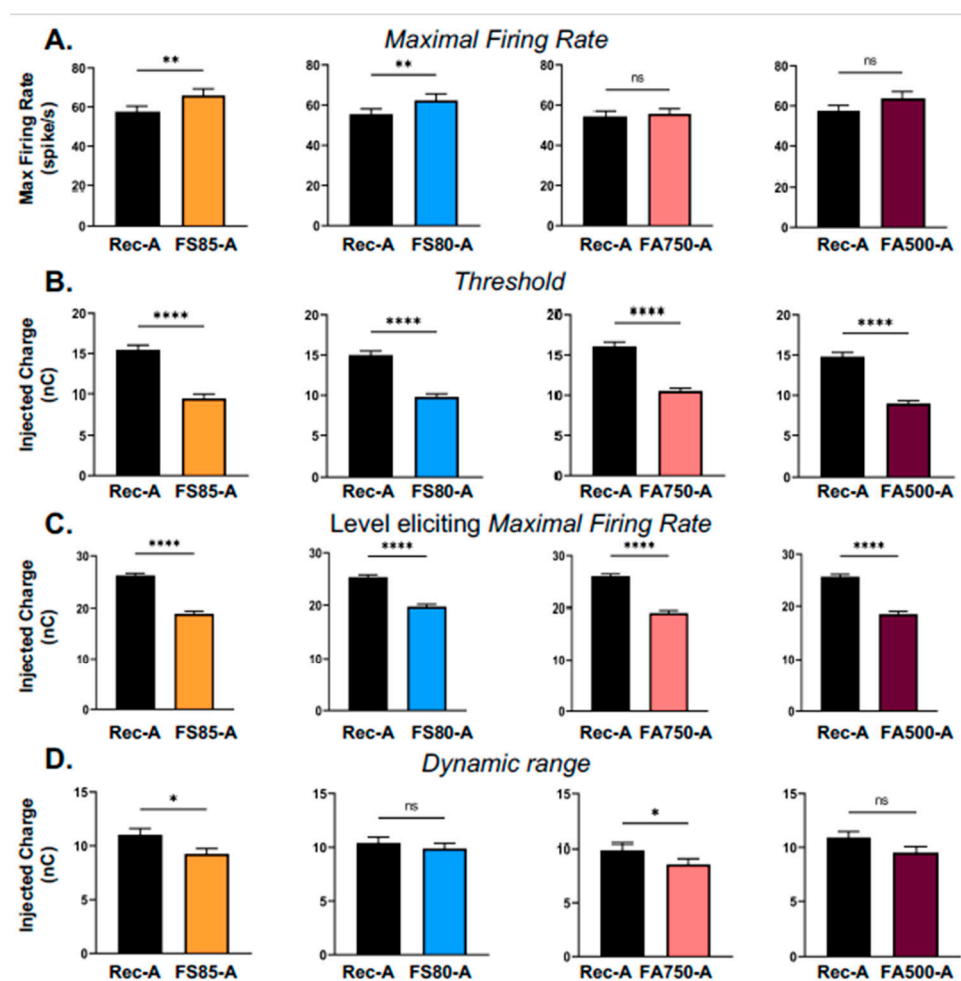 A. Maximal Firing Rate
Max Firing Rate
(spike/s)
80
60
40
20
0
**
Rec-A FS85-A
80
60
40
20
0
**
Rec-A FS80-A
80
60
40
20
0
ns
Rec-A FA750-A
80
60
40
20
0
ns
Rec-A FA500-A
B. Threshold
Injected Charge
(nC)
20
15
10
5
0
****
Rec-A FS85-A
20
15
10
5
0
****
Rec-A FS80-A
20
15
10
5
0
****
Rec-A FA750-A
20
15
10
5
0
****
Rec-A FA500-A
C. Level eliciting Maximal Firing Rate
Injected Charge
(nC)
30
20
10
0
****
Rec-A FS85-A
30
20
10
0
****
Rec-A FS80-A
30
20
10
0
****
Rec-A FA750-A
30
20
10
0
****
Rec-A FA500-A
D. Dynamic range
Injected Charge
(nC)
15
10
5
0
*
Rec-A FS85-A
15
10
5
0
ns
Rec-A FS80-A
15
10
5
0
*
Rec-A FA750-A
15
10
5
0
ns
Rec-A FA500-A